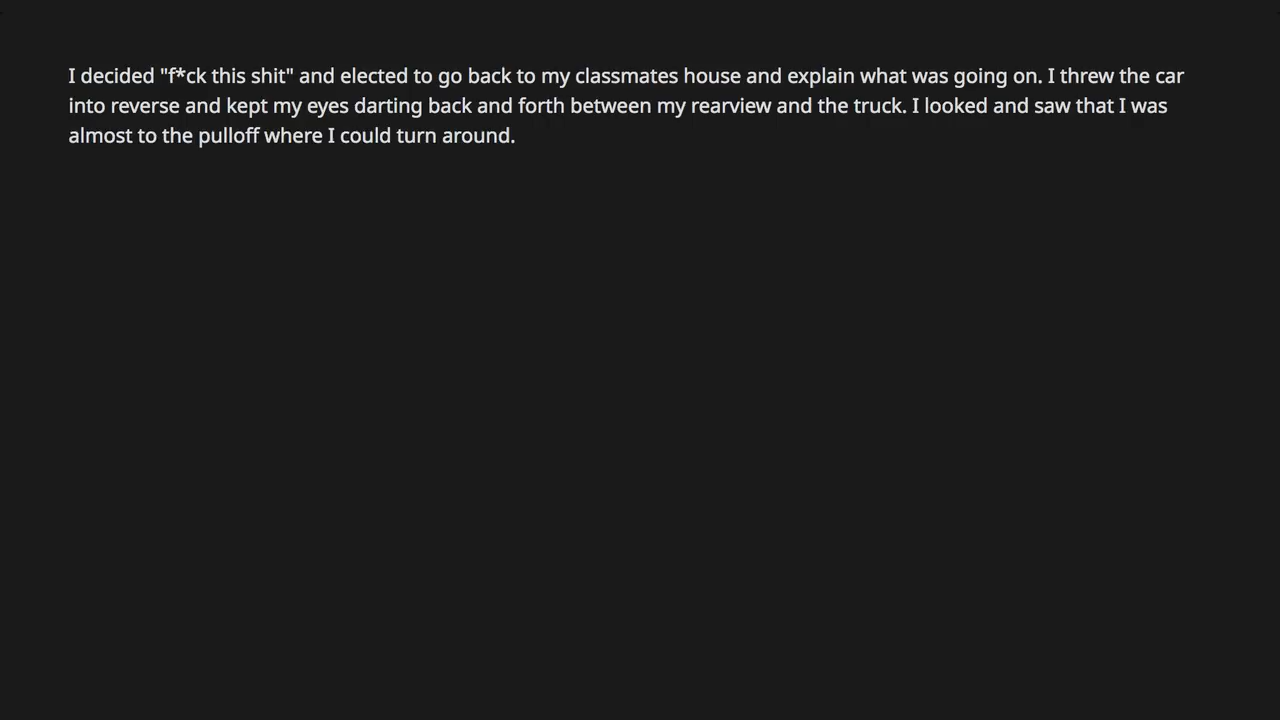 I decided "f*ck this shit" and elected to go back to my classmates house and explain what was going on. I threw the car
into reverse and kept my eyes darting back and forth between my rearview and the truck. I looked and saw that I was
almost to the pulloff where I could turn around.